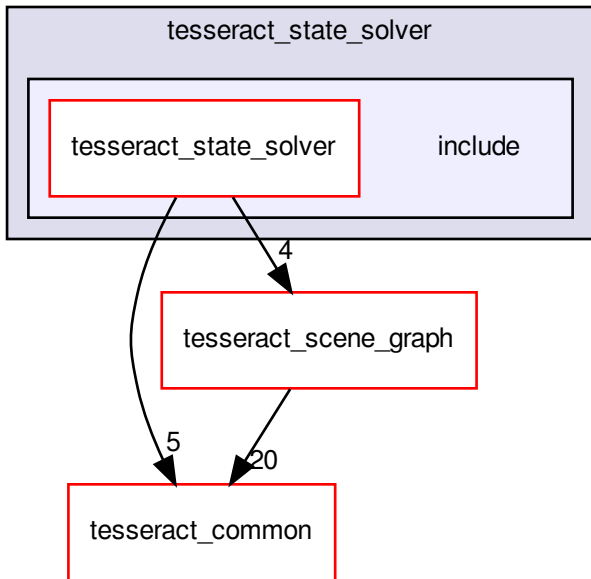 tesseract_state_solver
tesseract_state_solver
include
4
tesseract_scene_graph
5
20
tesseract_common